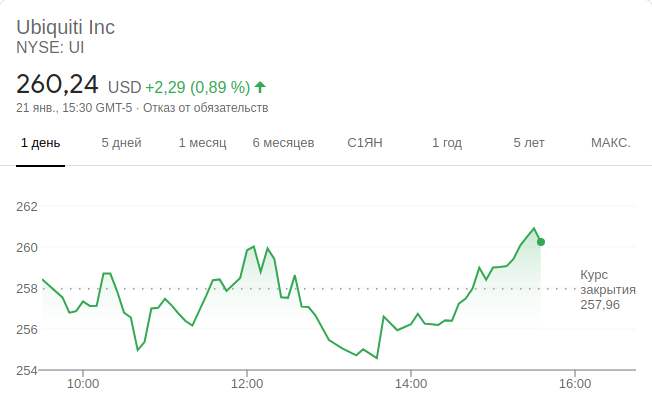 Ubiquiti Inc
NYSE: UI
260,24 USD +2,29 (0,89 %)
21 янв., 15:30 GMT-5 · Отказ от обязательств
1 день 5 дней 1 месяц 6 месяцев С1ЯН 1 год 5 лет МАКС.
262
260
258
256
254
Курс
закрытия
257,96
10:00 12:00 14:00 16:00